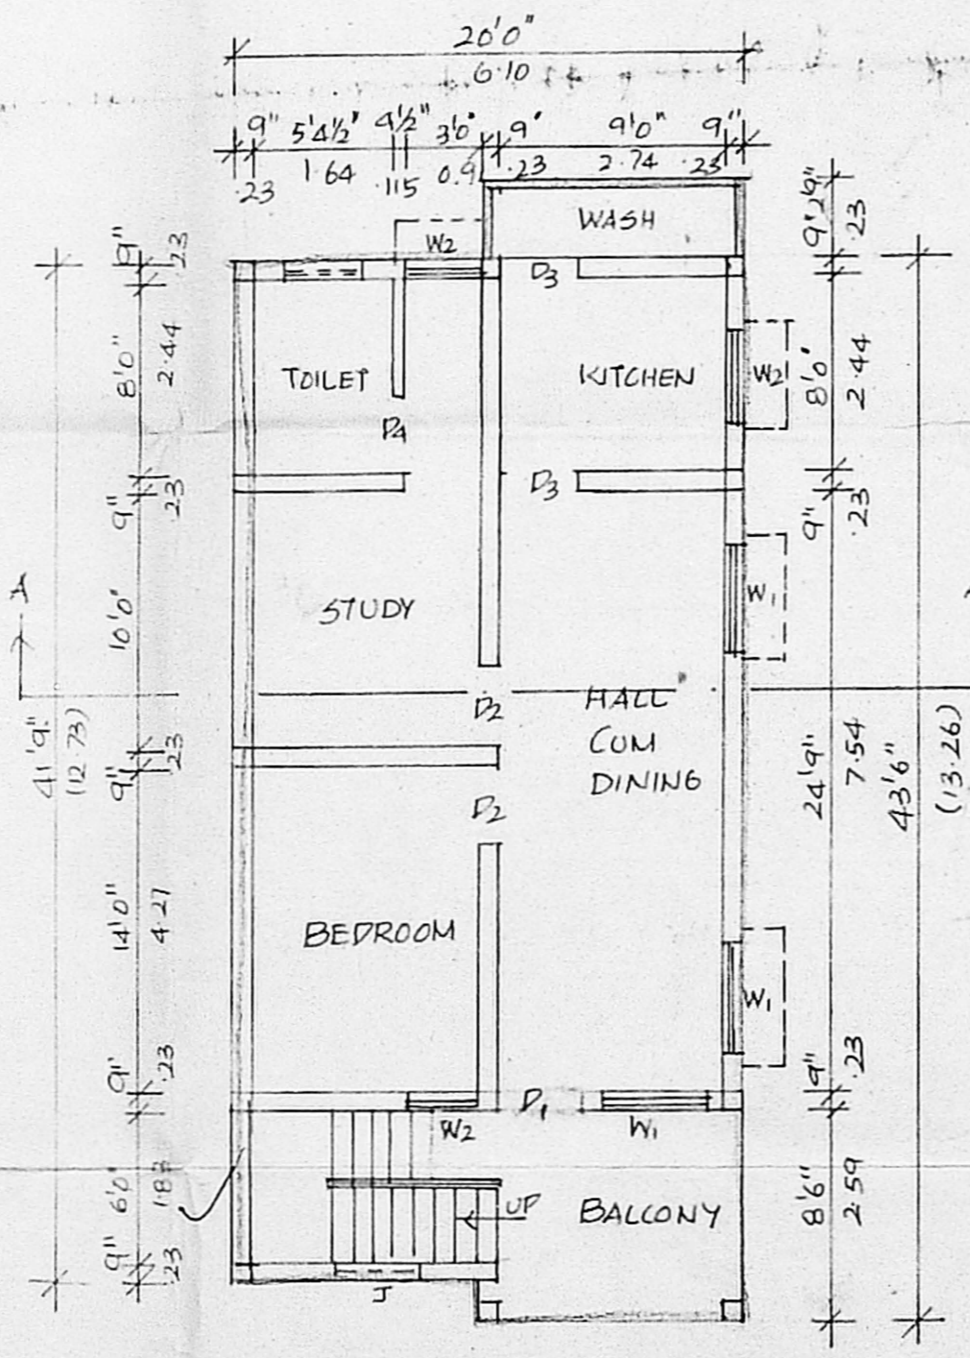 20'0"
6.10
9" 5'4½" 4½" 3'0" 9" 9'0" 9"
.23 1.64 .115 0.9 .23 2.74 .23
WASH
W2
D3
9" .23
9" 2'9" .23
TOILET
KITCHEN
W2
8'0" 2.44
8'0" 2.44
D4
D3
9" .23
9" .23
A
10'0"
STUDY
W1
D2
HALL
CUM
DINING
41'9"
(12.73)
9" .23
24'9" 7.54
43'6"
(13.26)
D2
14'0" 4.27
BEDROOM
W1
9" .23
9" .23
D1
W2
W1
6'0" 1.83
UP
BALCONY
8'6" 2.59
9" .23
J